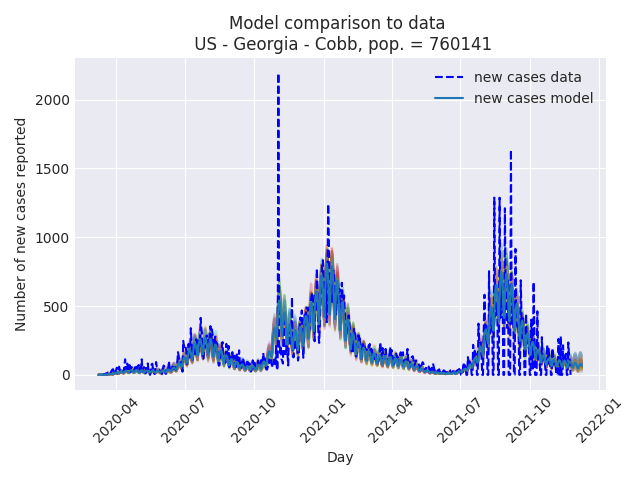 Model comparison to data
US - Georgia - Cobb, pop. = 760141
new cases data
new cases model
Number of new cases reported
2000
1500
1000
500
0
2020-04
2020-07
2020-10
2021-01
2021-04
2021-07
2021-10
2022-01
Day